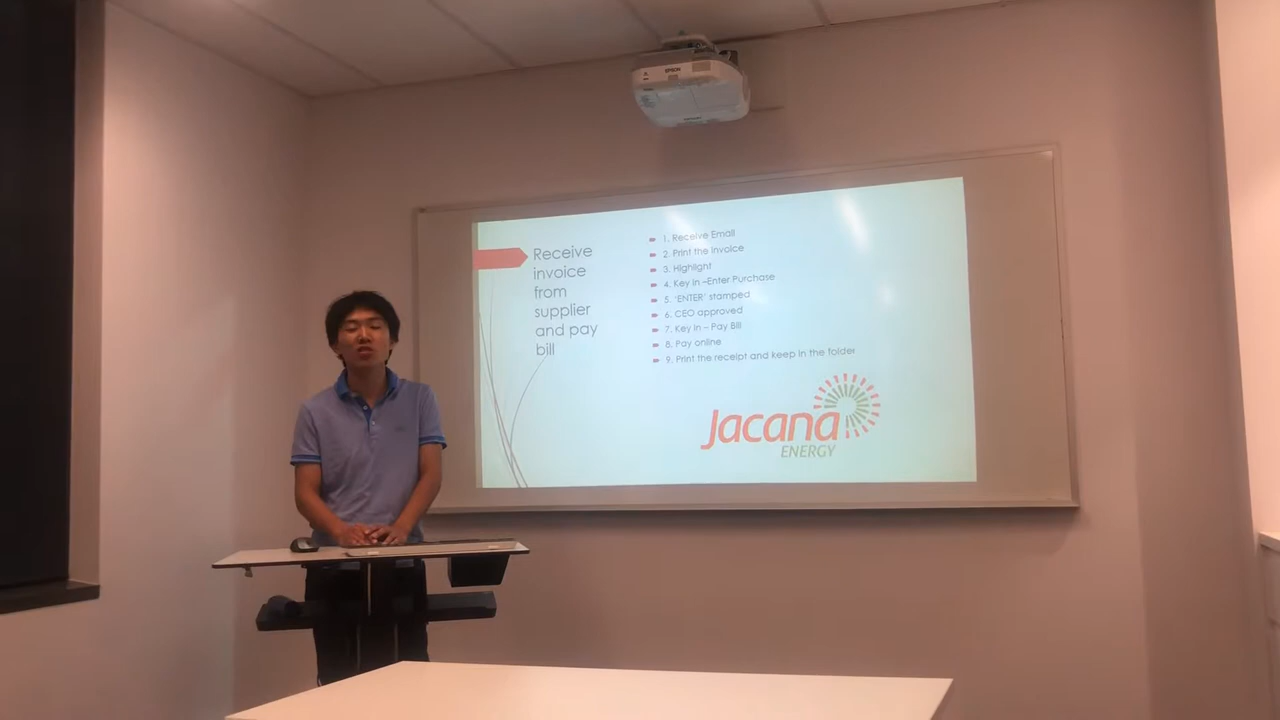 EPSON
Receive
invoice
from
supplier
and pay
bill
1. Receive Email
2. Print the invoice
3. Highlight
4. Key in –Enter Purchase
5. 'ENTER' stamped
6. CEO approved
7. Key in – Pay Bill
8. Pay online
9. Print the receipt and keep in the folder
Jacana
ENERGY